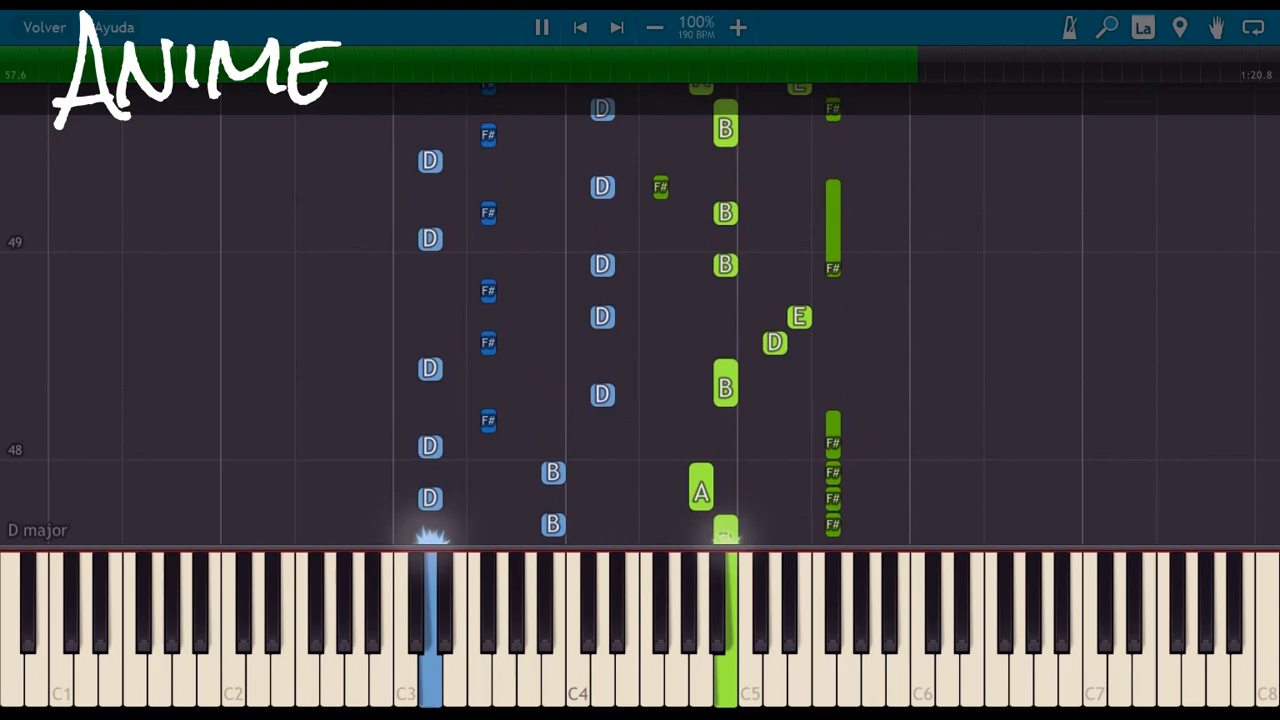 Volver Ayuda
100%
190 BPM
La
ANIME
57.6
1:20.8
F# E
D B F#
F#
D
D F#
F# B
49
D
D B F#
F#
D E
F# D
D
D B
F#
48
D F#
B A F#
D F#
B F#
D major
C1 C2 C3 C4 C5 C6 C7 C8